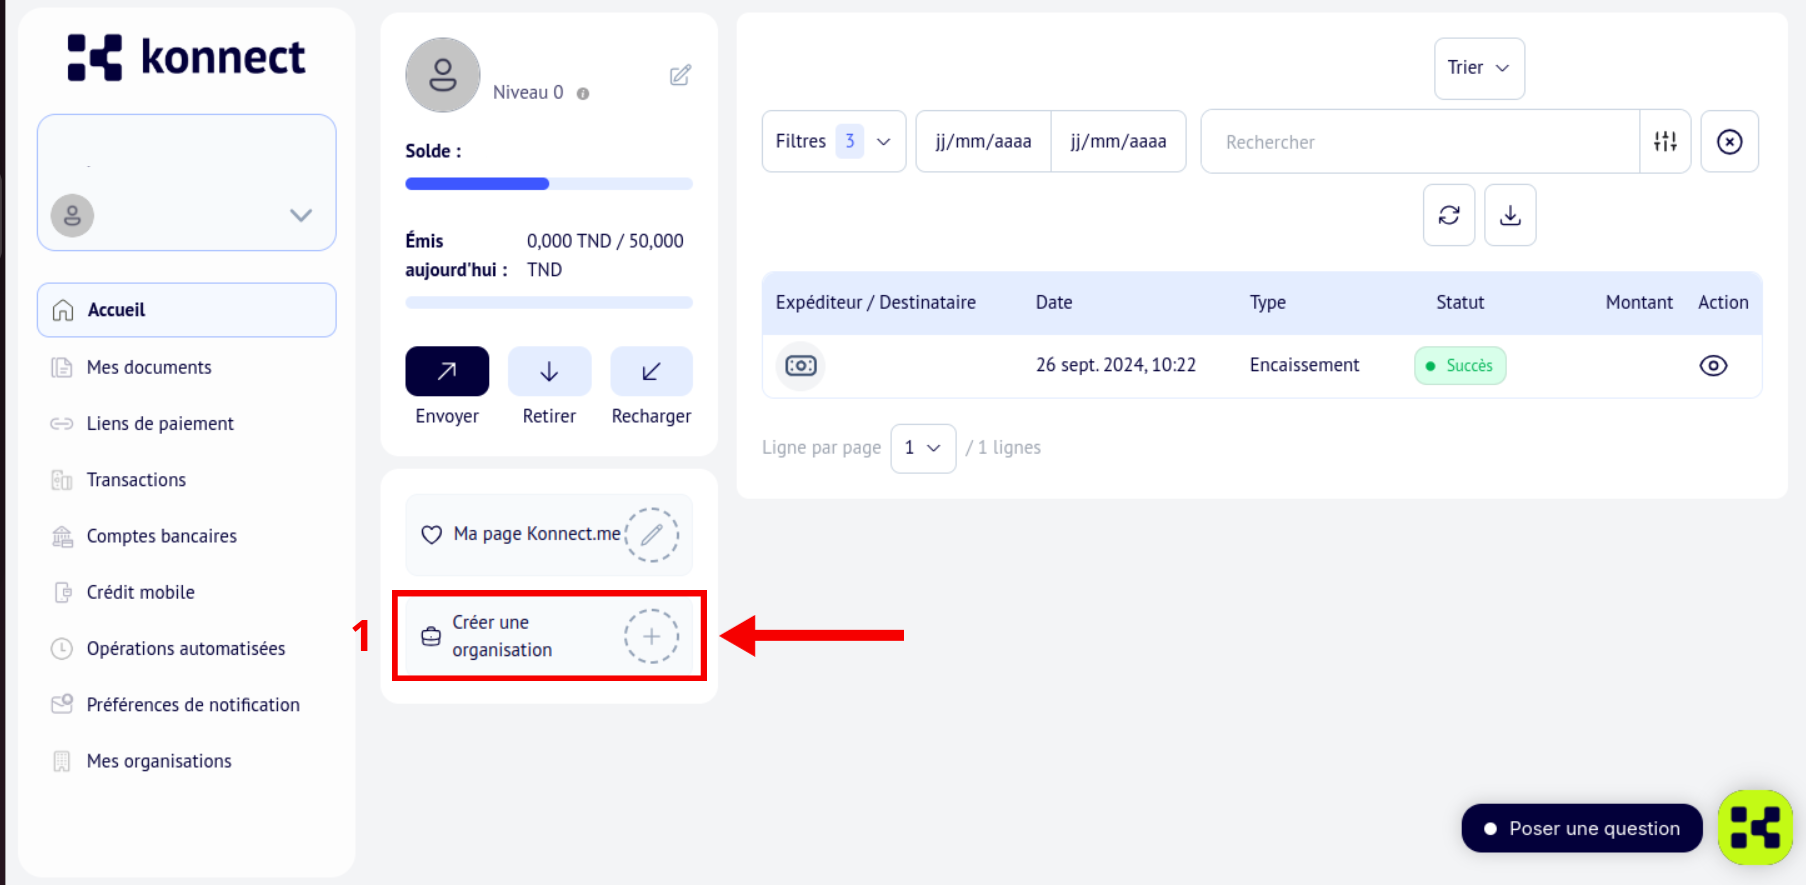 konnect
Accueil
Mes documents
Liens de paiement
Transactions
Comptes bancaires
Crédit mobile
Opérations automatisées
Préférences de notification
Mes organisations
Niveau 0
Solde :
Émis
aujourd'hui :
0,000 TND / 50,000
TND
Envoyer
Retirer
Recharger
Ma page Konnect.me
1
Créer une
organisation
Trier
Filtres 3
jj/mm/aaaa
jj/mm/aaaa
Rechercher
Expéditeur / Destinataire Date Type Statut Montant Action
26 sept. 2024, 10:22 Encaissement Succès
Ligne par page 1 / 1 lignes
Poser une question